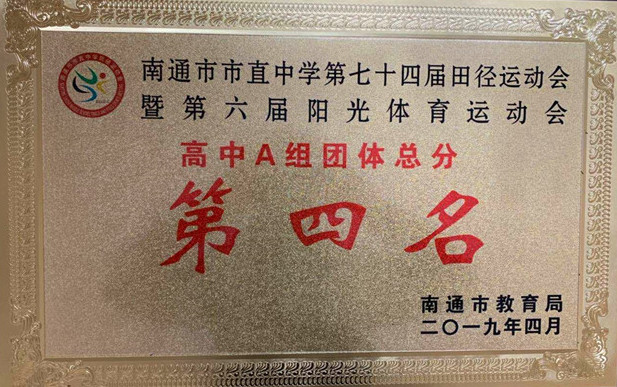 南通市市直中学第七十四届田径运动会
暨第六届阳光体育运动会
高中A组团体总分
第四名
南通市教育局
二〇一九年四月